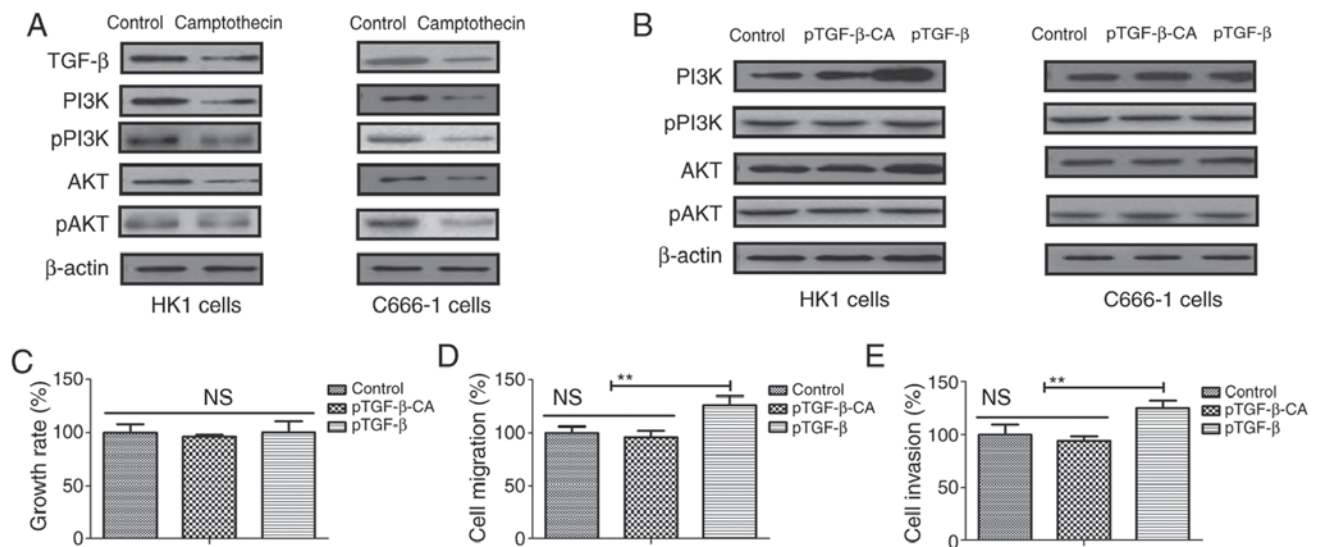 A
Control Camptothecin
Control Camptothecin
TGF-β
PI3K
pPI3K
AKT
pAKT
β-actin
HK1 cells
C666-1 cells
B
Control pTGF-β-CA pTGF-β
Control pTGF-β-CA pTGF-β
PI3K
pPI3K
AKT
pAKT
β-actin
HK1 cells
C666-1 cells
C
Growth rate (%)
150
100
50
0
NS
Control
pTGF-β-CA
pTGF-β
D
Cell migration (%)
150
100
50
0
NS
**
Control
pTGF-β-CA
pTGF-β
E
Cell invasion (%)
150
100
50
0
NS
**
Control
pTGF-β-CA
pTGF-β